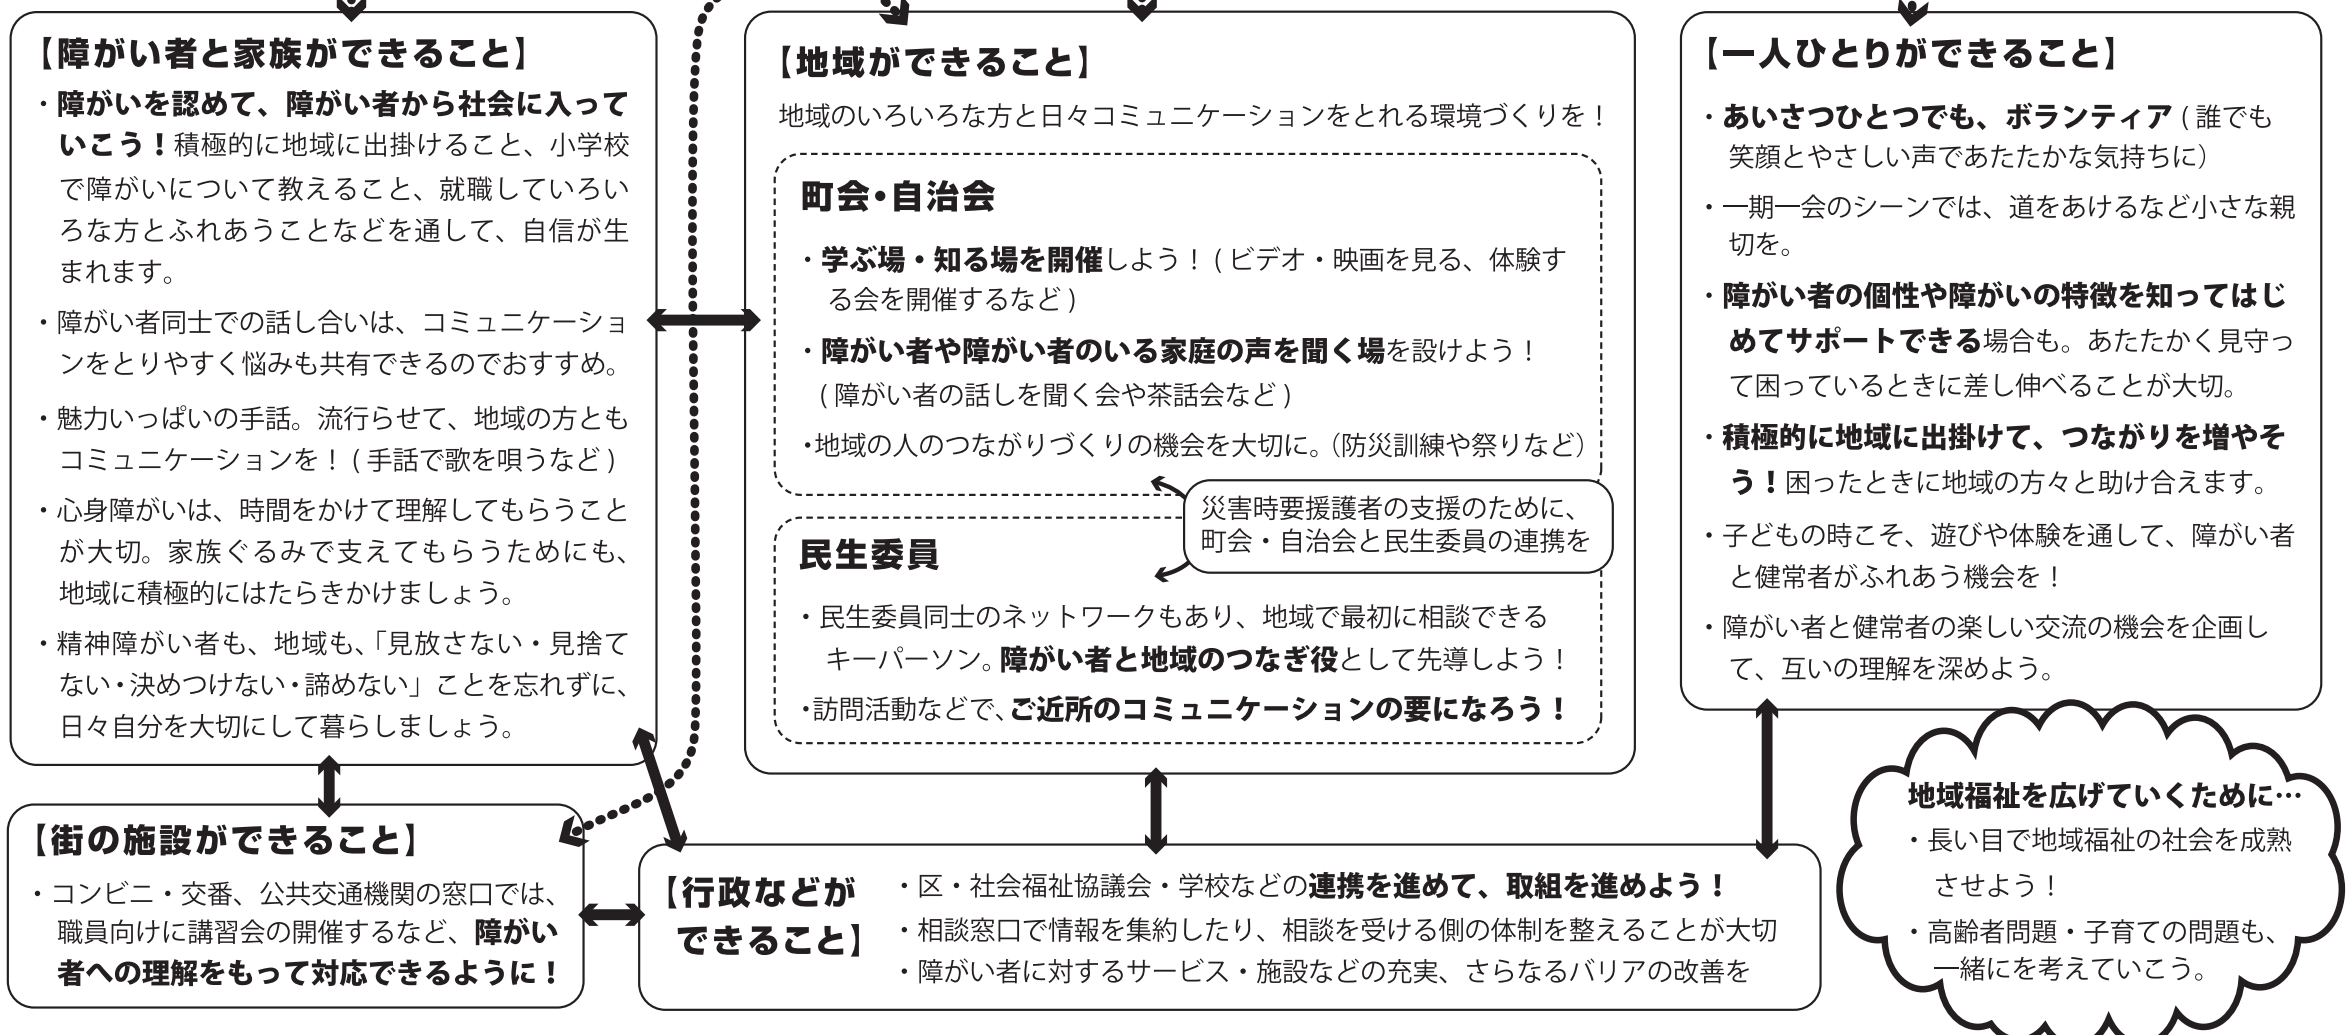 【障がい者と家族ができること】
・障がいを認めて、障がい者から社会に入って
いこう！積極的に地域に出掛けること、小学校
で障がいについて教えること、就職していろい
ろな方とふれあうことなどを通して、自信が生
まれます。
・障がい者同士での話し合いは、コミュニケーショ
ンをとりやすく悩みも共有できるのでおすすめ。
・魅力いっぱいの手話。流行らせて、地域の方とも
コミュニケーションを！( 手話で歌を唄うなど )
・心身障がいは、時間をかけて理解してもらうこと
が大切。家族ぐるみで支えてもらうためにも、
地域に積極的にはたらきかけましょう。
・精神障がい者も、地域も、「見放さない・見捨て
ない・決めつけない・諦めない」ことを忘れずに、
日々自分を大切にして暮らしましょう。
【地域ができること】
地域のいろいろな方と日々コミュニケーションをとれる環境づくりを！
町会・自治会
・学ぶ場・知る場を開催しよう！( ビデオ・映画を見る、体験す
る会を開催するなど )
・障がい者や障がい者のいる家庭の声を聞く場を設けよう！
( 障がい者の話しを聞く会や茶話会など )
・地域の人のつながりづくりの機会を大切に。（防災訓練や祭りなど）
災害時要援護者の支援のために、
町会・自治会と民生委員の連携を
民生委員
・民生委員同士のネットワークもあり、地域で最初に相談できる
キーパーソン。障がい者と地域のつなぎ役として先導しよう！
・訪問活動などで、ご近所のコミュニケーションの要になろう！
【一人ひとりができること】
・あいさつひとつでも、ボランティア ( 誰でも
笑顔とやさしい声であたたかな気持ちに）
・一期一会のシーンでは、道をあけるなど小さな親
切を。
・障がい者の個性や障がいの特徴を知ってはじ
めてサポートできる場合も。あたたかく見守っ
て困っているときに差し伸べることが大切。
・積極的に地域に出掛けて、つながりを増やそ
う！困ったときに地域の方々と助け合えます。
・子どもの時こそ、遊びや体験を通して、障がい者
と健常者がふれあう機会を！
・障がい者と健常者の楽しい交流の機会を企画し
て、互いの理解を深めよう。
【街の施設ができること】
・コンビニ・交番、公共交通機関の窓口では、
職員向けに講習会の開催するなど、障がい
者への理解をもって対応できるように！
【行政などが
できること】
・区・社会福祉協議会・学校などの連携を進めて、取組を進めよう！
・相談窓口で情報を集約したり、相談を受ける側の体制を整えることが大切
・障がい者に対するサービス・施設などの充実、さらなるバリアの改善を
地域福祉を広げていくために…
・長い目で地域福祉の社会を成熟
させよう！
・高齢者問題・子育ての問題も、
一緒にを考えていこう。